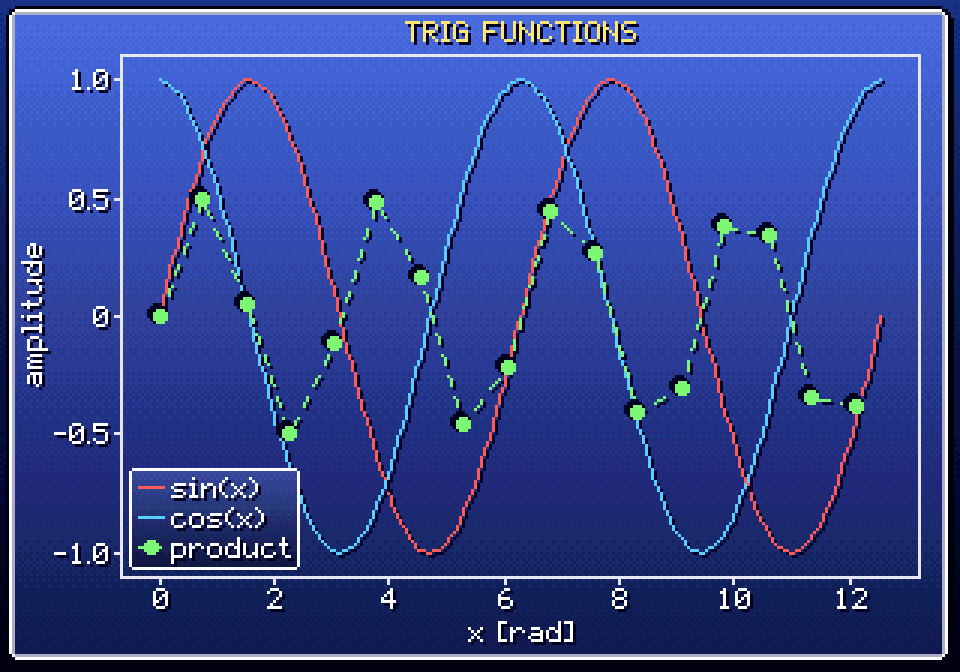 TRIG FUNCTIONS
1.0
0.5
0
-0.5
-1.0
amplitude
sin(x)
cos(x)
product
0 2 4 6 8 10 12
x [rad]